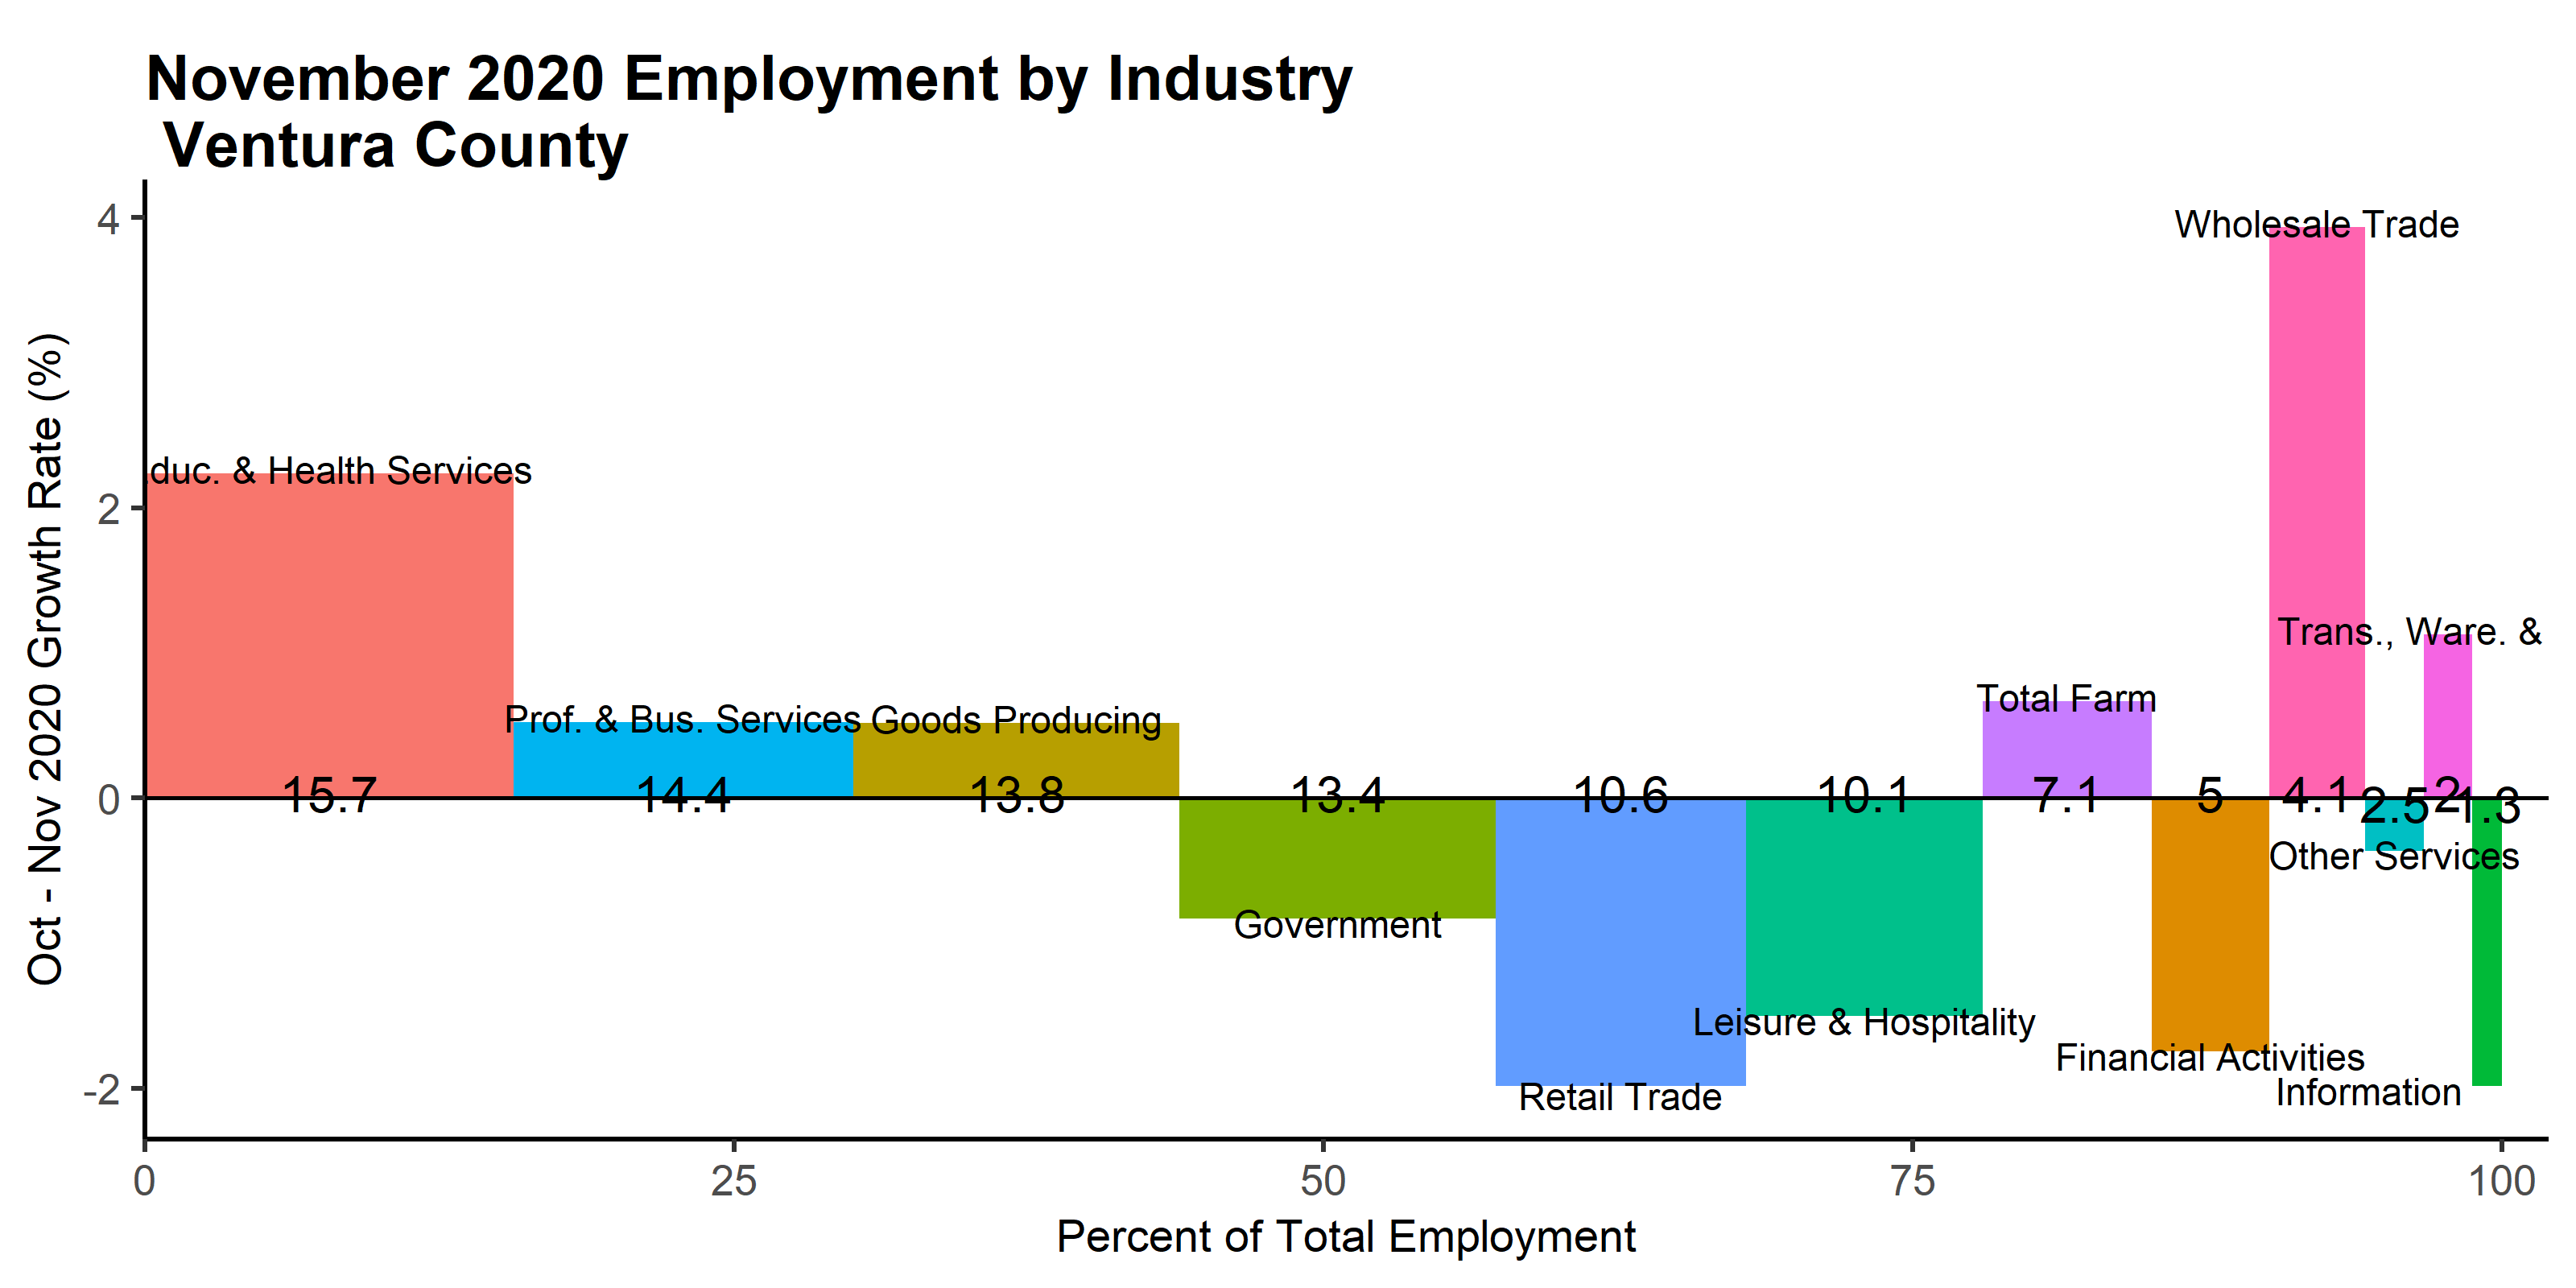 November 2020 Employment by Industry
Ventura County
Oct - Nov 2020 Growth Rate (%)
4
2
0
-2
duc. & Health Services
Prof. & Bus. Services
Goods Producing
Government
Retail Trade
Leisure & Hospitality
Total Farm
Financial Activities
Wholesale Trade
Other Services
Trans., Ware. &
Information
15.7
14.4
13.8
13.4
10.6
10.1
7.1
5
4.1
2.5
2
1.3
0
25
50
75
100
Percent of Total Employment